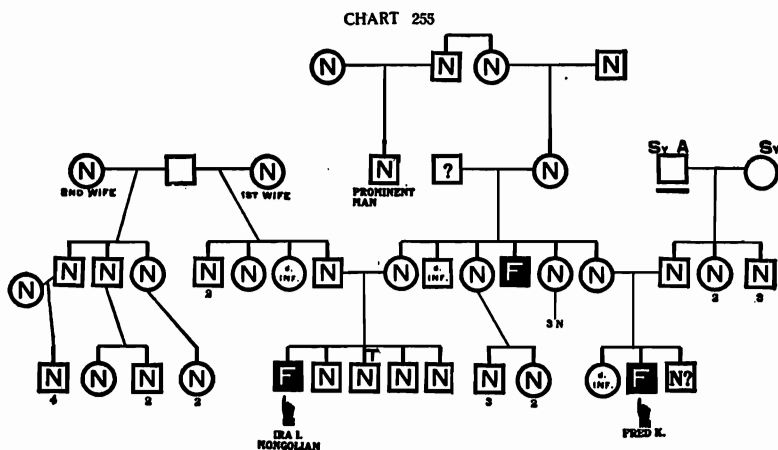 CHART 255
N N N N
Sy A Sy
N N N ? N
2ND WIFE 1ST WIFE PROMINENT
MAN
N N N N N d. INF. N N d. INF. N F N N N N N
2 2 3
3 N
N N N N F N N N N N N d. INF. F N?
4 2 2 3 2
IRA I. FRED K.
MONGOLIAN